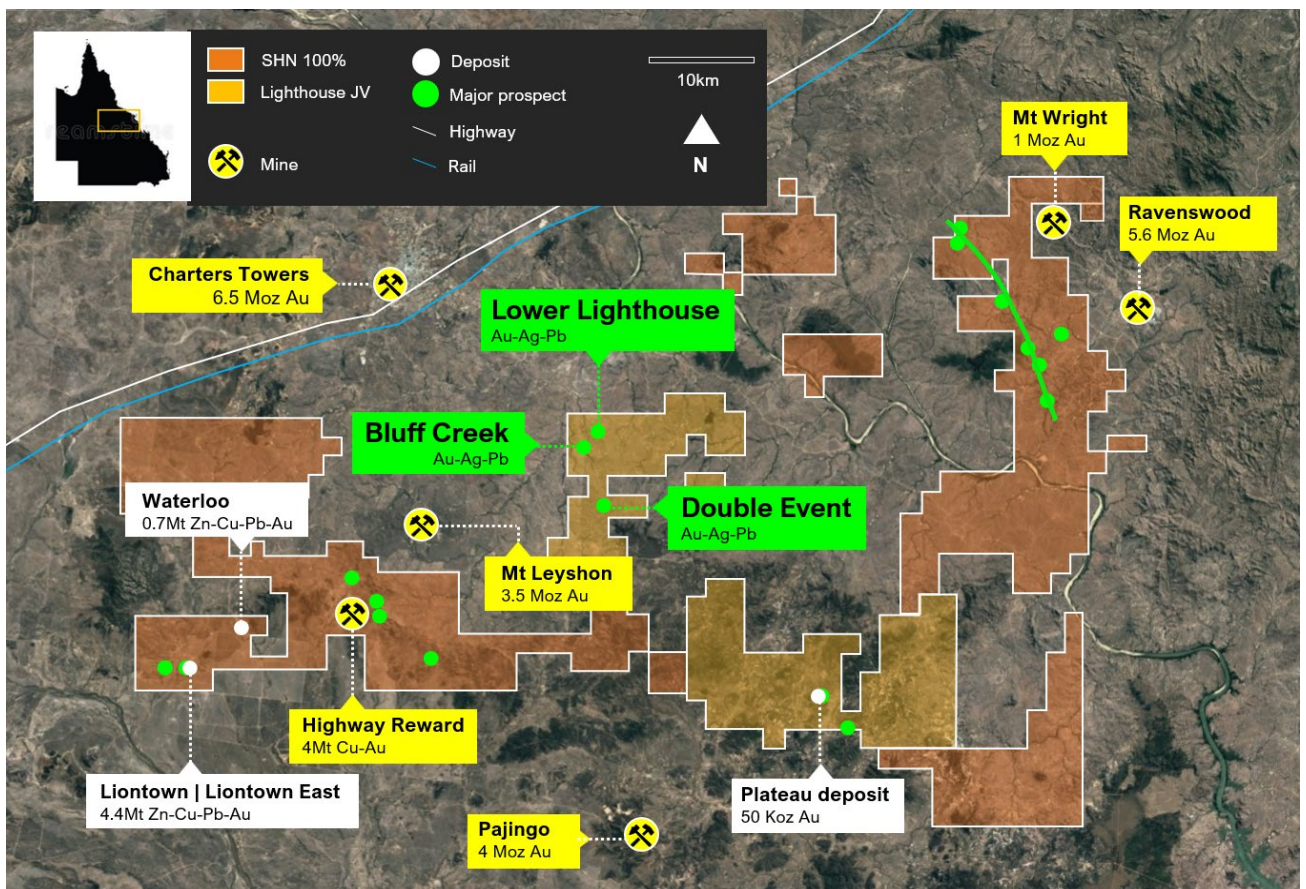 SHN 100%
Lighthouse JV
Mine
Deposit
Major prospect
Highway
Rail
10km
N
reamstime
Mt Wright
1 Moz Au
Ravenswood
5.6 Moz Au
Charters Towers
6.5 Moz Au
Lower Lighthouse
Au-Ag-Pb
Bluff Creek
Au-Ag-Pb
Double Event
Au-Ag-Pb
Waterloo
0.7Mt Zn-Cu-Pb-Au
Mt Leyshon
3.5 Moz Au
Highway Reward
4Mt Cu-Au
Liontown | Liontown East
4.4Mt Zn-Cu-Pb-Au
Plateau deposit
50 Koz Au
Pajingo
4 Moz Au